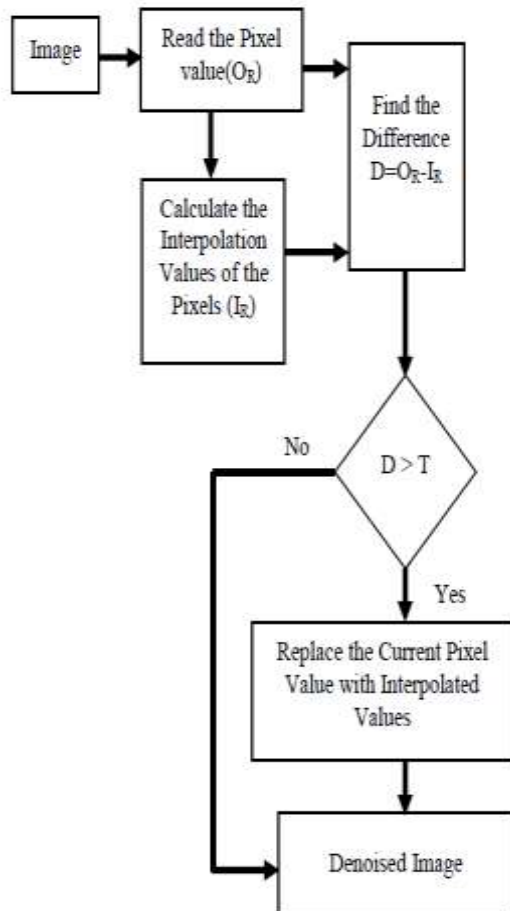 Image
Read the Pixel
value(O_R)
Find the
Difference
D=O_R-I_R
Calculate the
Interpolation
Values of the
Pixels (I_R)
No
D > T
Yes
Replace the Current Pixel
Value with Interpolated
Values
Denoised Image